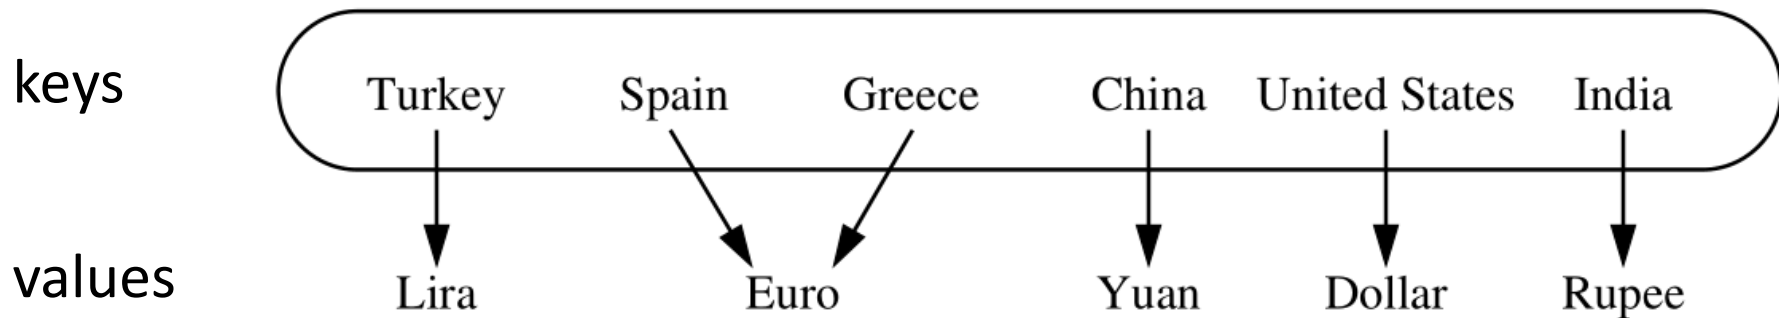 keys Turkey Spain Greece China United States India
values Lira Euro Yuan Dollar Rupee